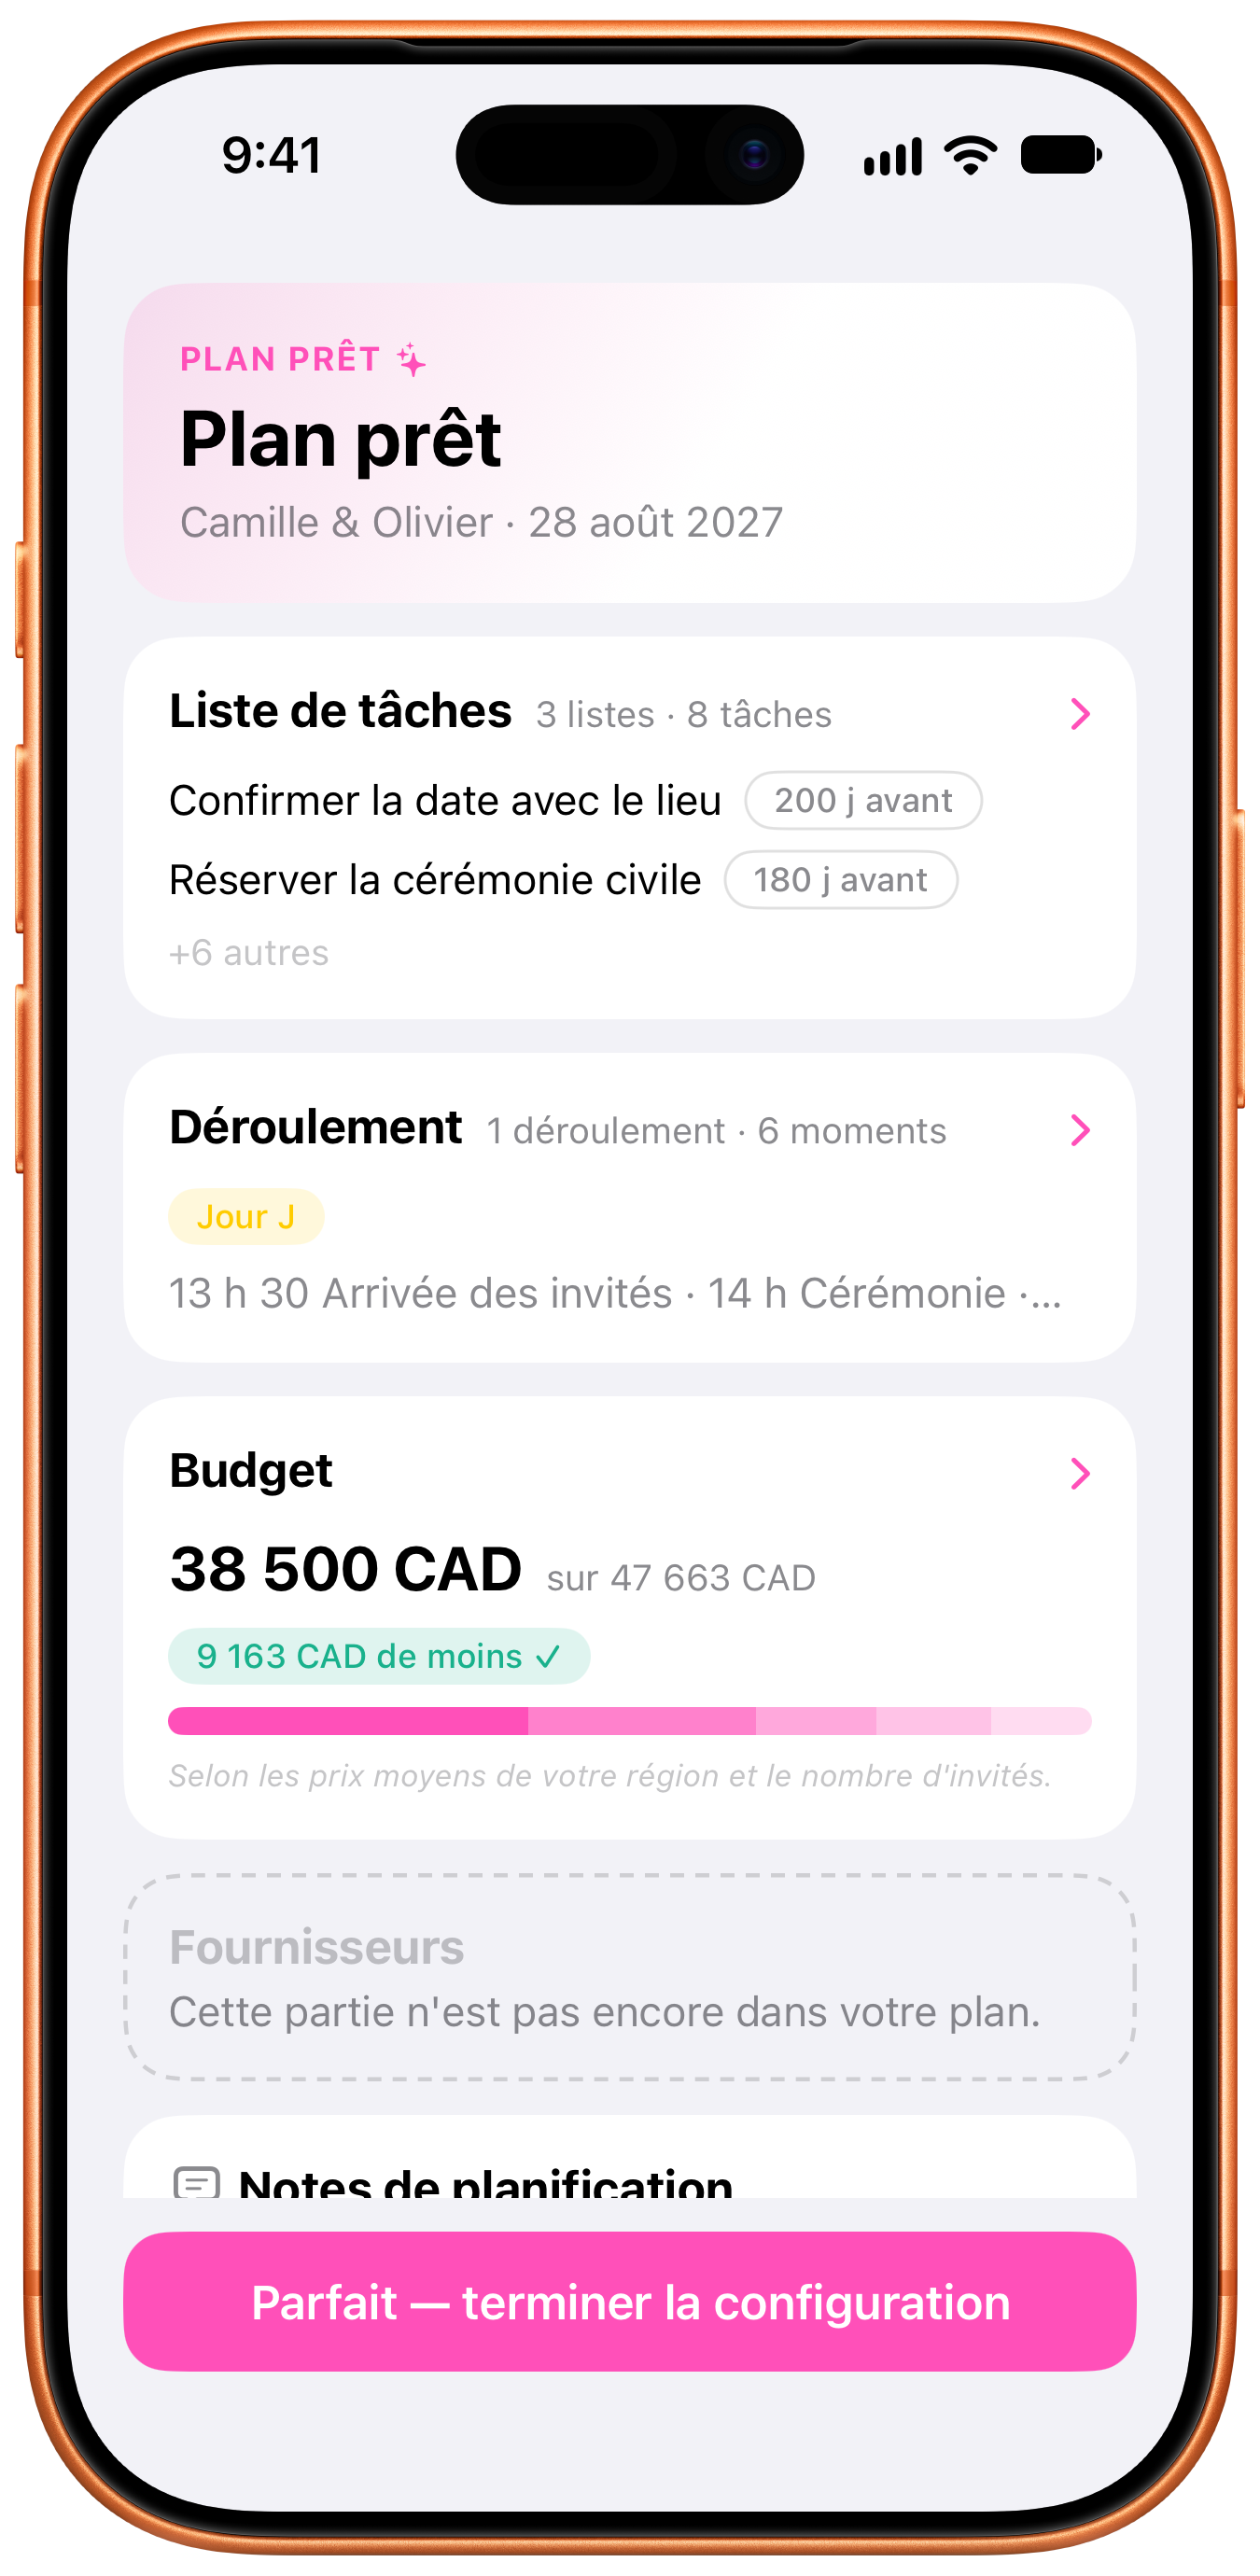 9:41
PLAN PRÊT
Plan prêt
Camille & Olivier · 28 août 2027
Liste de tâches 3 listes · 8 tâches
Confirmer la date avec le lieu 200 j avant
Réserver la cérémonie civile 180 j avant
+6 autres
Déroulement 1 déroulement · 6 moments
Jour J
13 h 30 Arrivée des invités · 14 h Cérémonie ·...
Budget
38 500 CAD sur 47 663 CAD
9 163 CAD de moins ✓
Selon les prix moyens de votre région et le nombre d'invités.
Fournisseurs
Cette partie n'est pas encore dans votre plan.
Notes de planification
Parfait — terminer la configuration